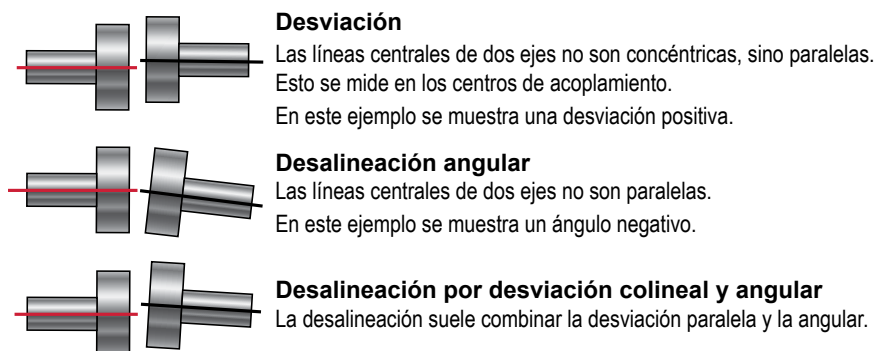 Desviación
Las líneas centrales de dos ejes no son concéntricas, sino paralelas.
Esto se mide en los centros de acoplamiento.
En este ejemplo se muestra una desviación positiva.
Desalineación angular
Las líneas centrales de dos ejes no son paralelas.
En este ejemplo se muestra un ángulo negativo.
Desalineación por desviación colineal y angular
La desalineación suele combinar la desviación paralela y la angular.